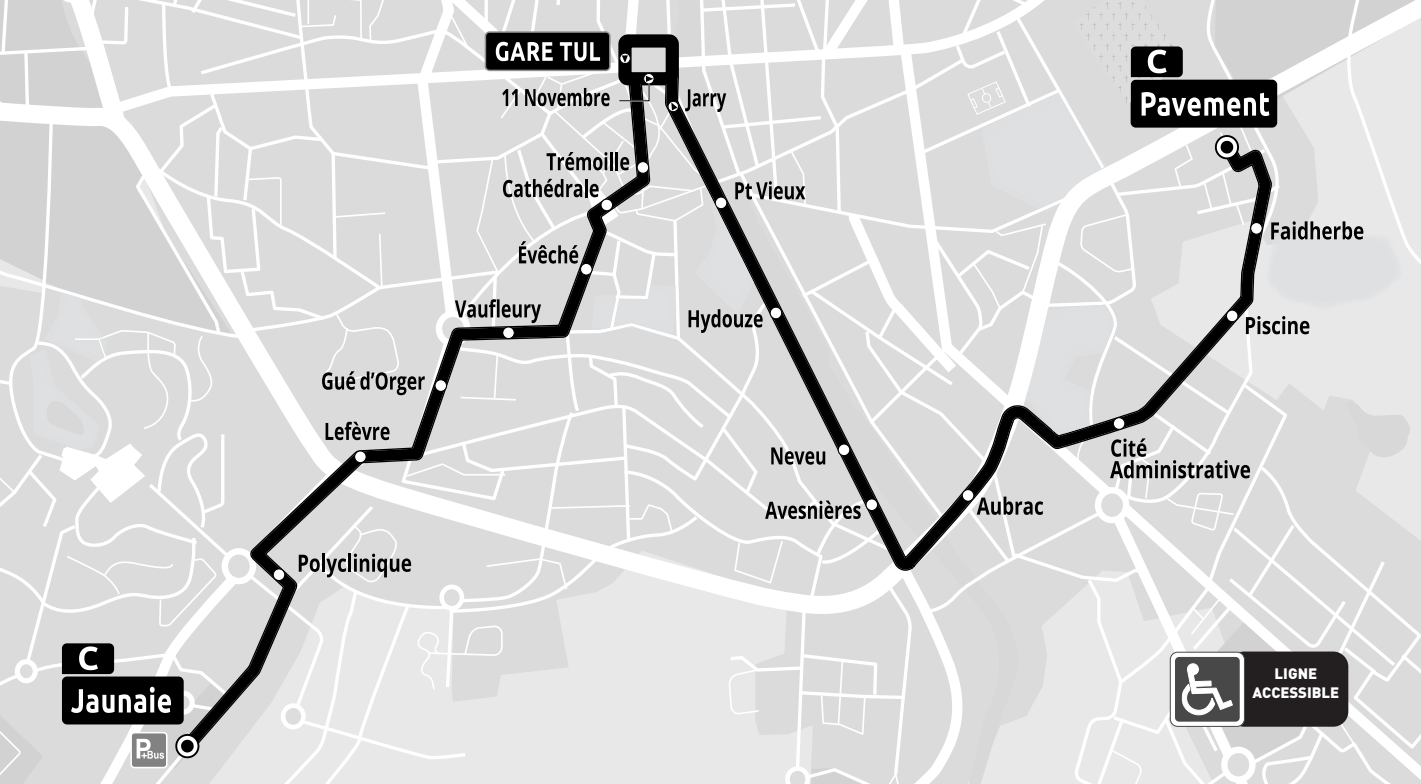 GARE TUL
11 Novembre
Jarry
C
Pavement
Trémoille
Cathédrale
Pt Vieux
Faidherbe
Évêché
Vaufleury
Hydouze
Piscine
Gué d'Orger
Lefèvre
Neveu
Cité
Administrative
Avesnières
Aubrac
Polyclinique
C
Jaunaie
P+Bus
LIGNE
ACCESSIBLE